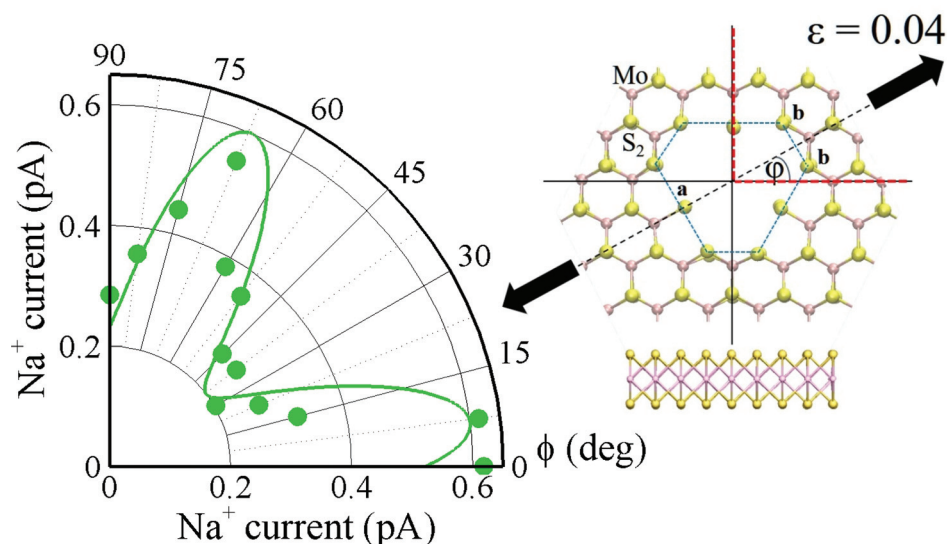 90
75
60
45
30
15
0
ϕ (deg)
0.6
0.4
0.2
0
0
0.2
0.4
0.6
Na⁺ current (pA)
Na⁺ current (pA)
ε = 0.04
Mo
S₂
b
b
φ
a